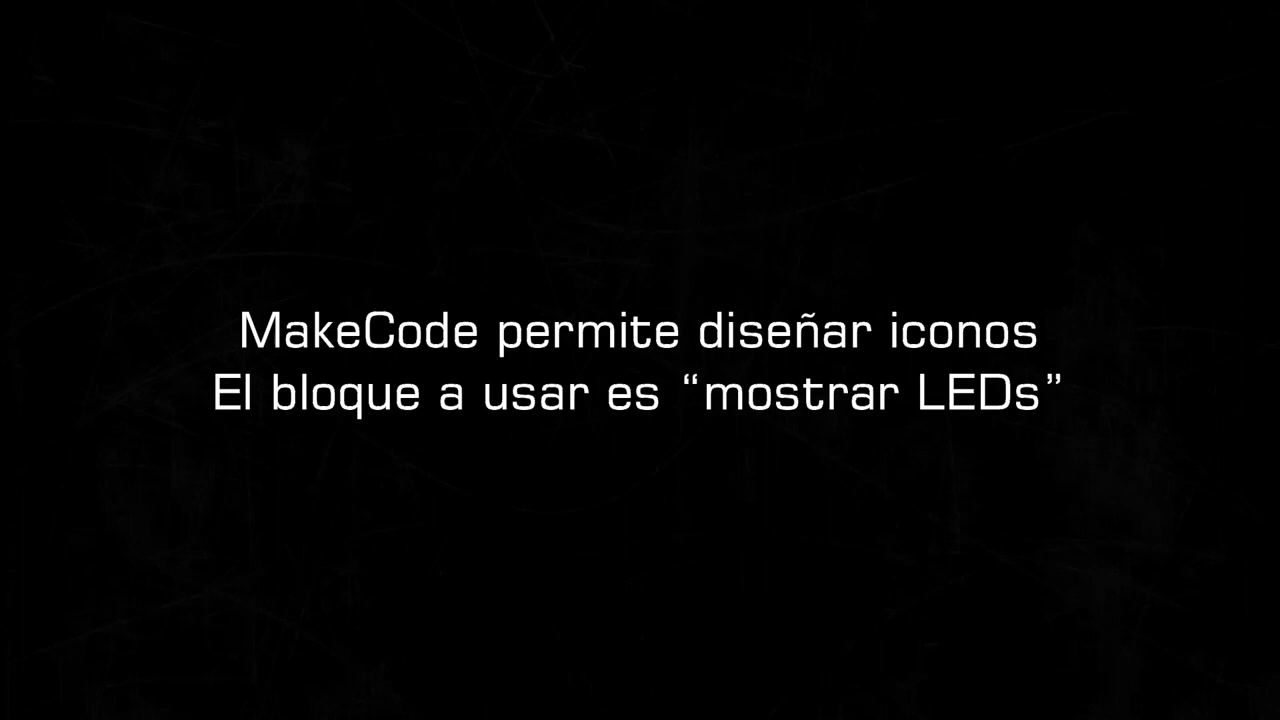 MakeCode permite diseñar iconos
El bloque a usar es “mostrar LEDs”